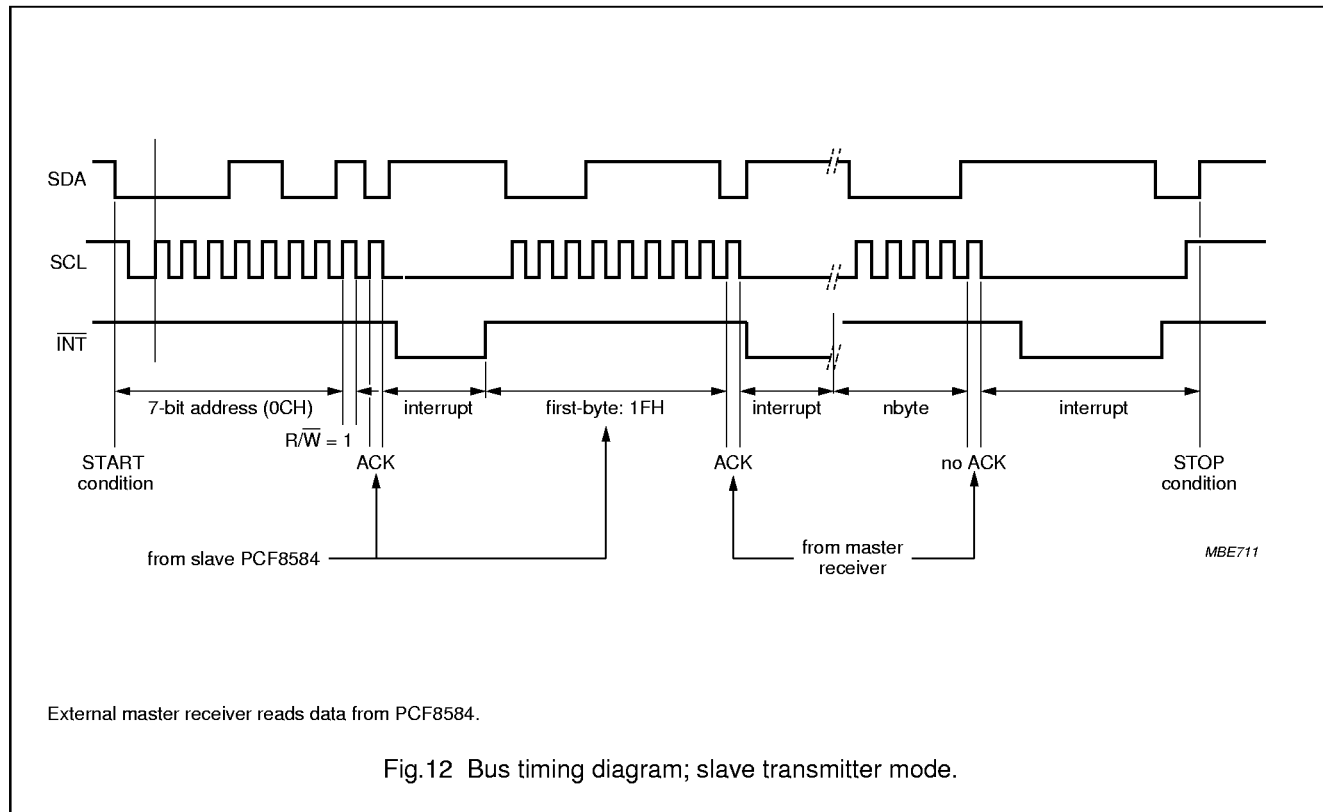 SDA
SCL
INT
7-bit address (0CH)
interrupt
first-byte: 1FH
interrupt
nbyte
interrupt
R/W = 1
START
condition
ACK
ACK
no ACK
STOP
condition
from slave PCF8584
from master
receiver
MBE711
External master receiver reads data from PCF8584.
Fig.12 Bus timing diagram; slave transmitter mode.